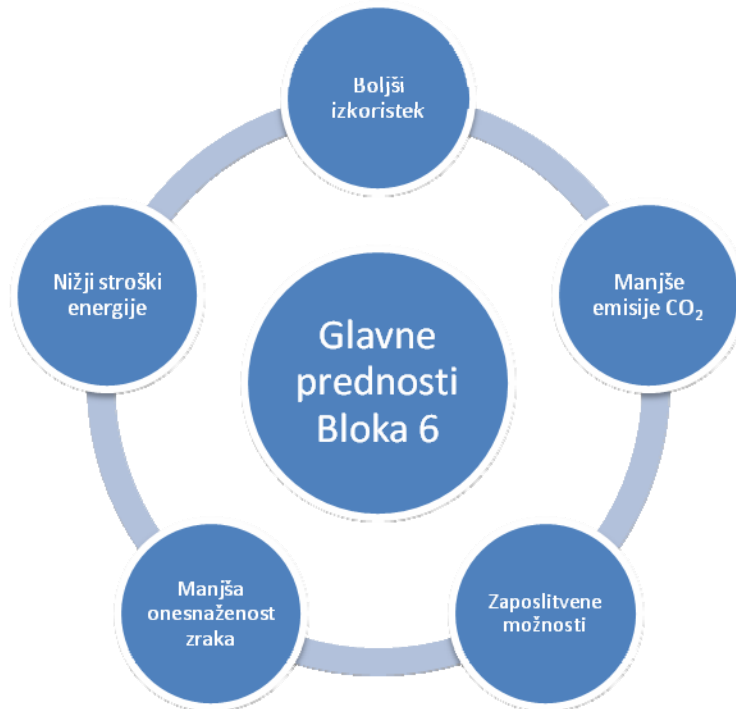 Boljši
izkoristek
Manjše
emisije CO₂
Zaposlitvene
možnosti
Manjša
onesnaženost
zraka
Nižji stroški
energije
Glavne
prednosti
Bloka 6